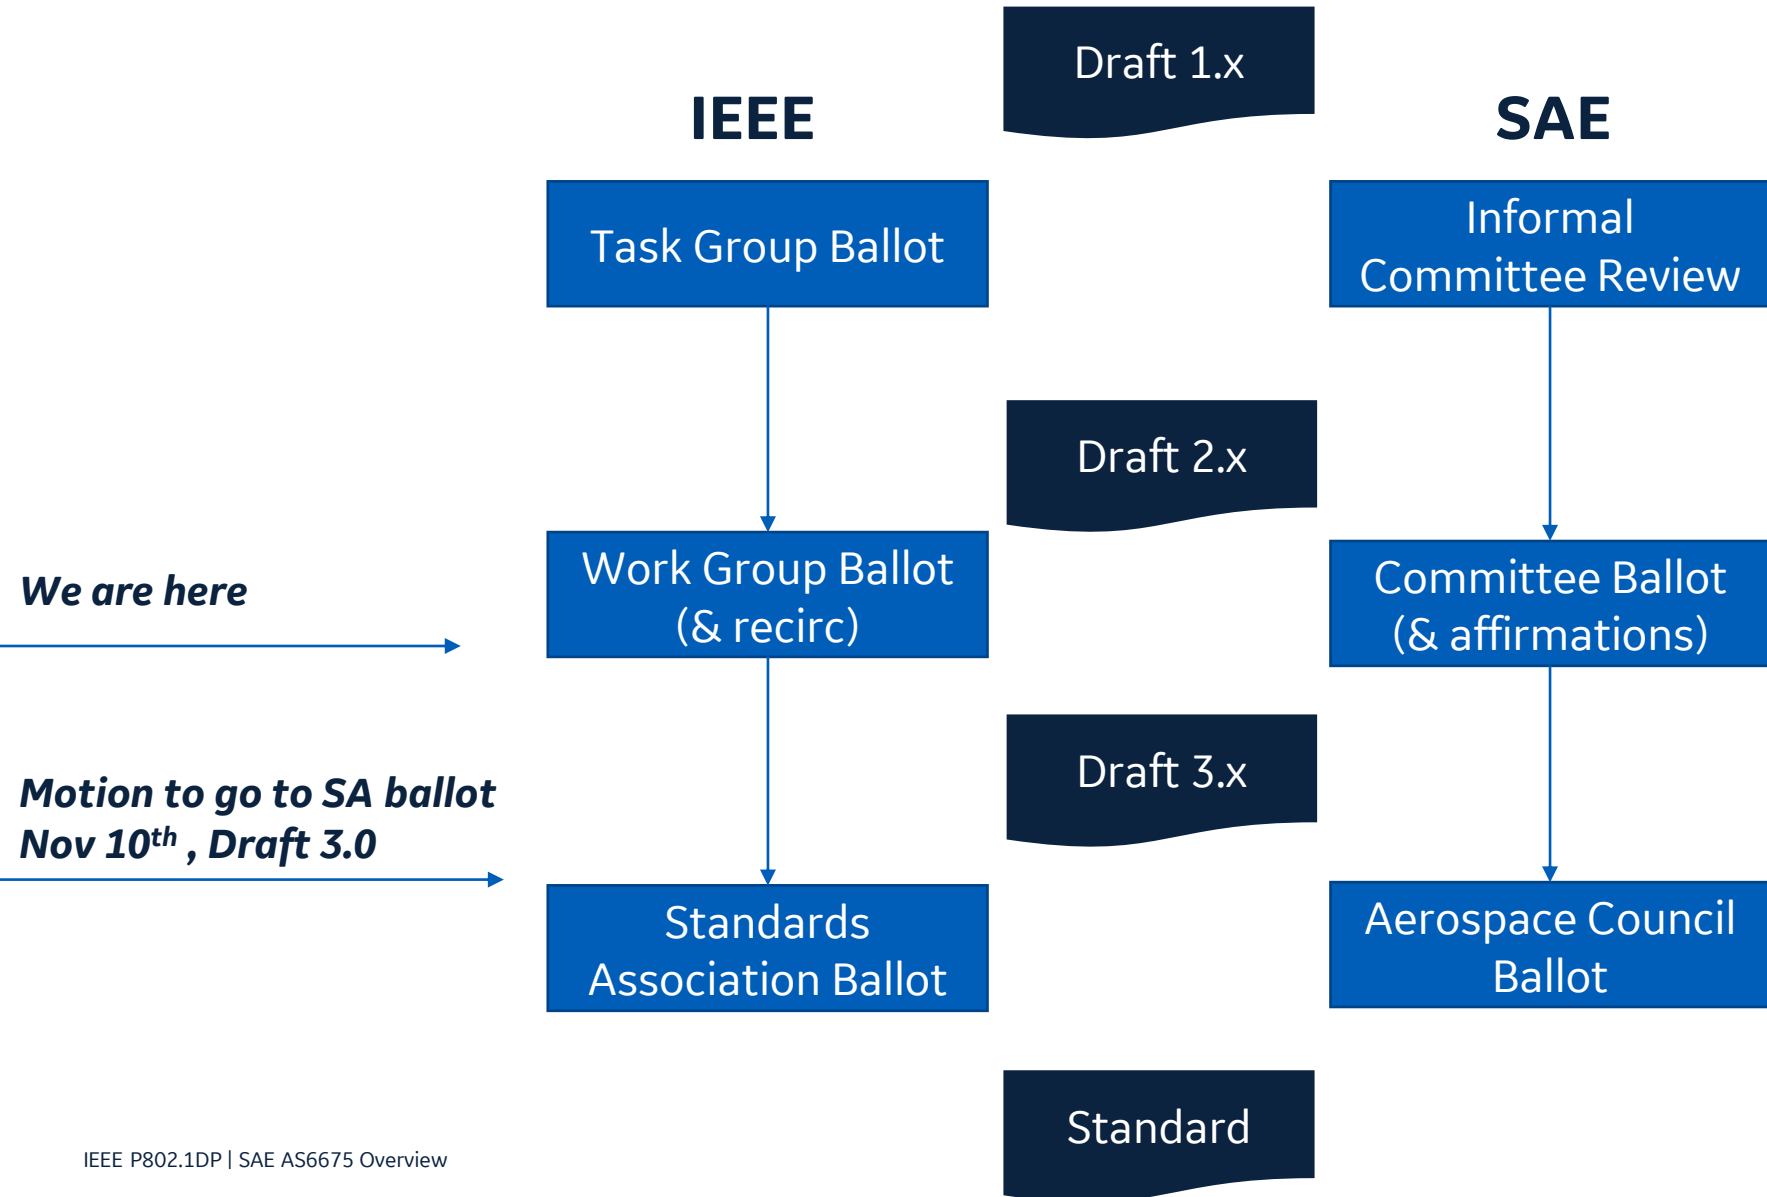 Draft 1.x
IEEE
SAE
Task Group Ballot
Informal
Committee Review
Draft 2.x
We are here
Work Group Ballot
(& recirc)
Committee Ballot
(& affirmations)
Draft 3.x
Motion to go to SA ballot
Nov 10th , Draft 3.0
Standards
Association Ballot
Aerospace Council
Ballot
Standard
IEEE P802.1DP | SAE AS6675 Overview